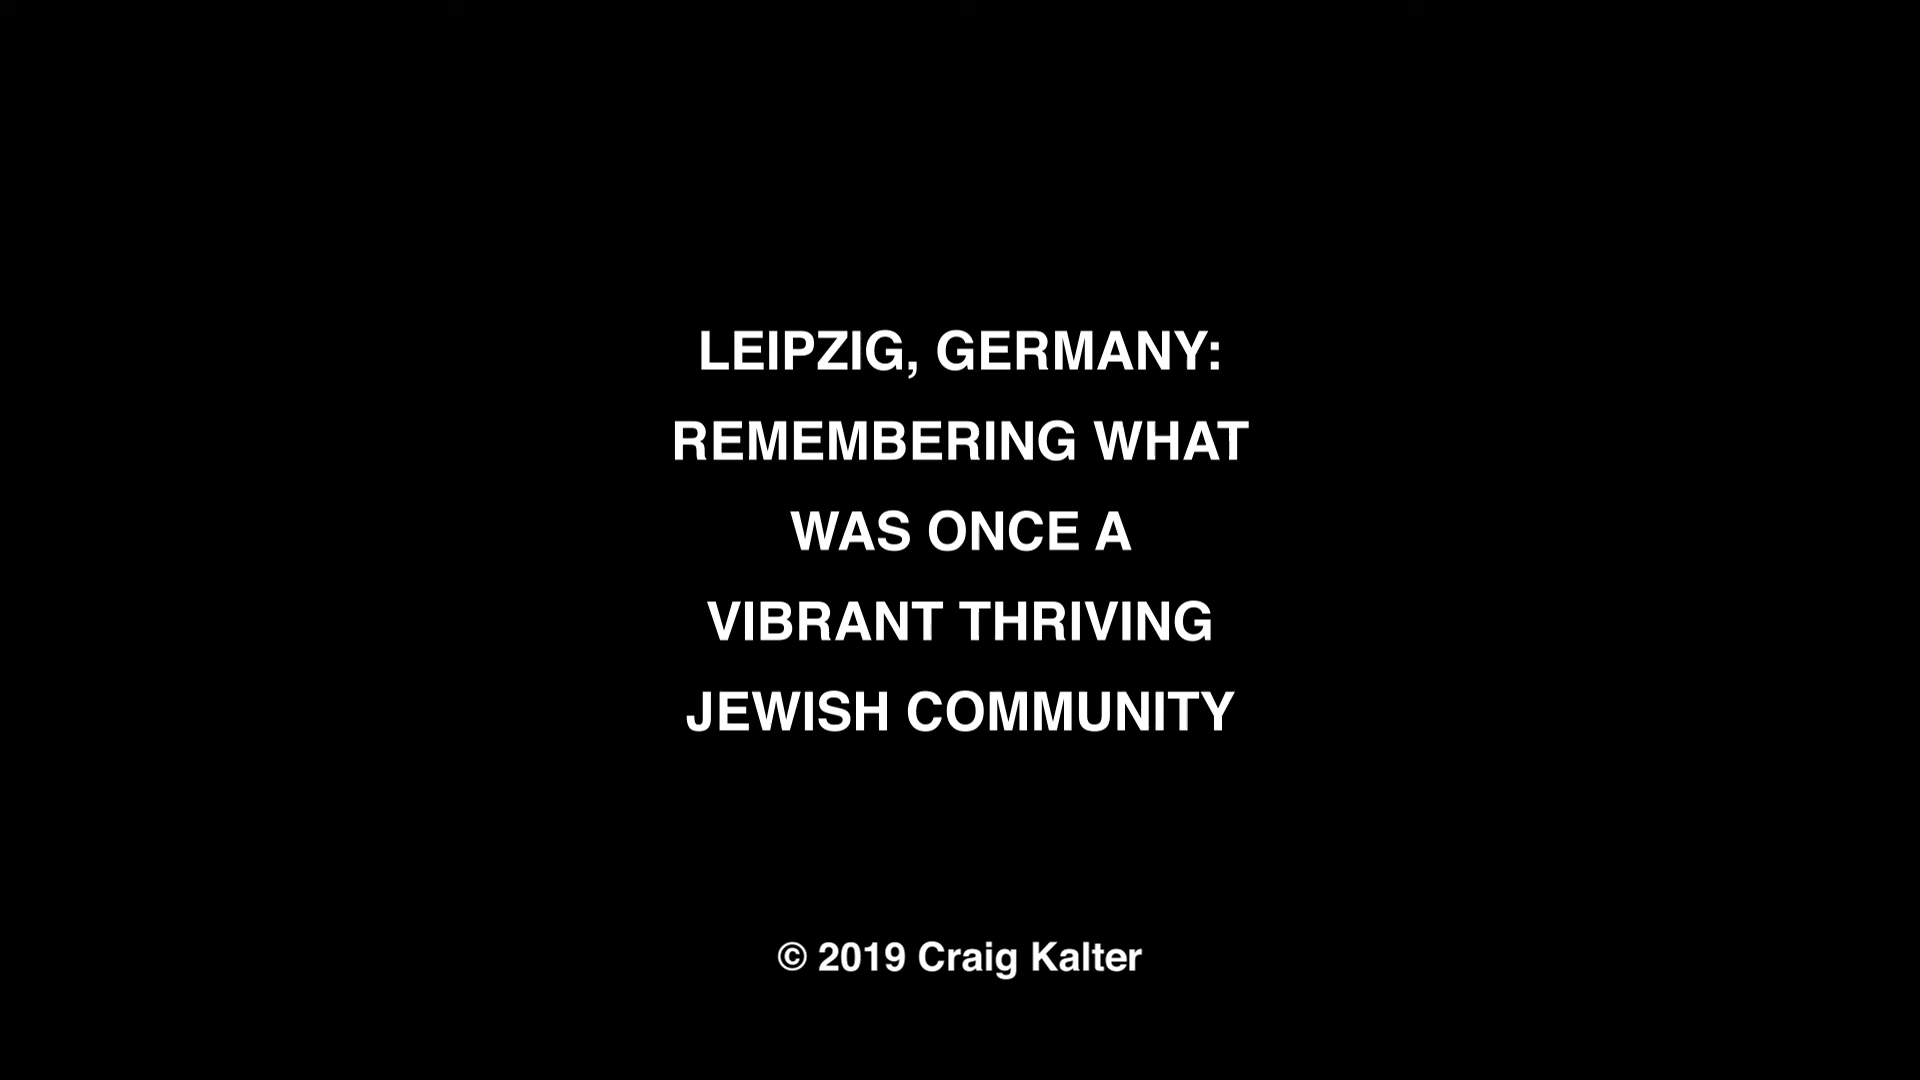 LEIPZIG, GERMANY:
REMEMBERING WHAT
WAS ONCE A
VIBRANT THRIVING
JEWISH COMMUNITY
© 2019 Craig Kalter